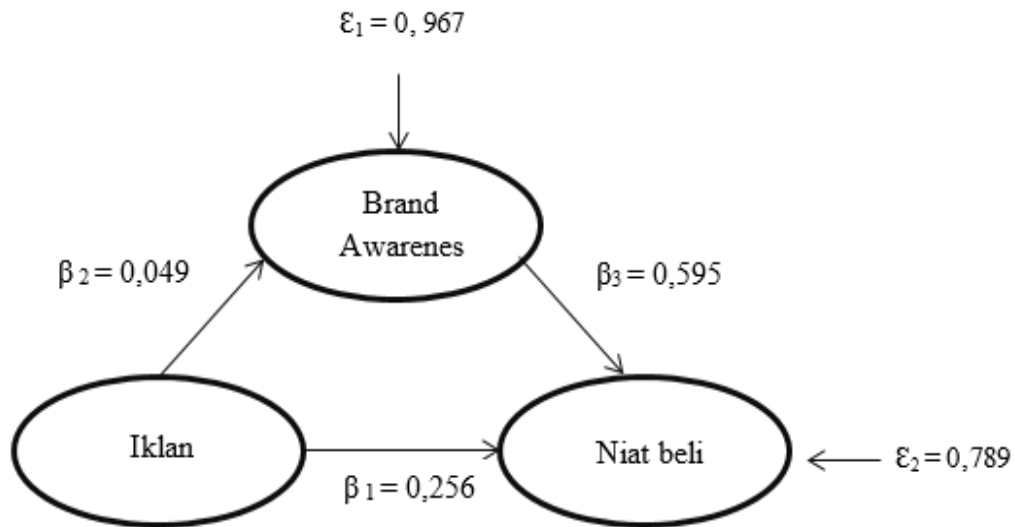 Ɛ₁ = 0, 967
Brand
Awarenes
β ₂ = 0,049
β₃ = 0,595
Iklan
Niat beli
Ɛ₂ = 0,789
β ₁ = 0,256